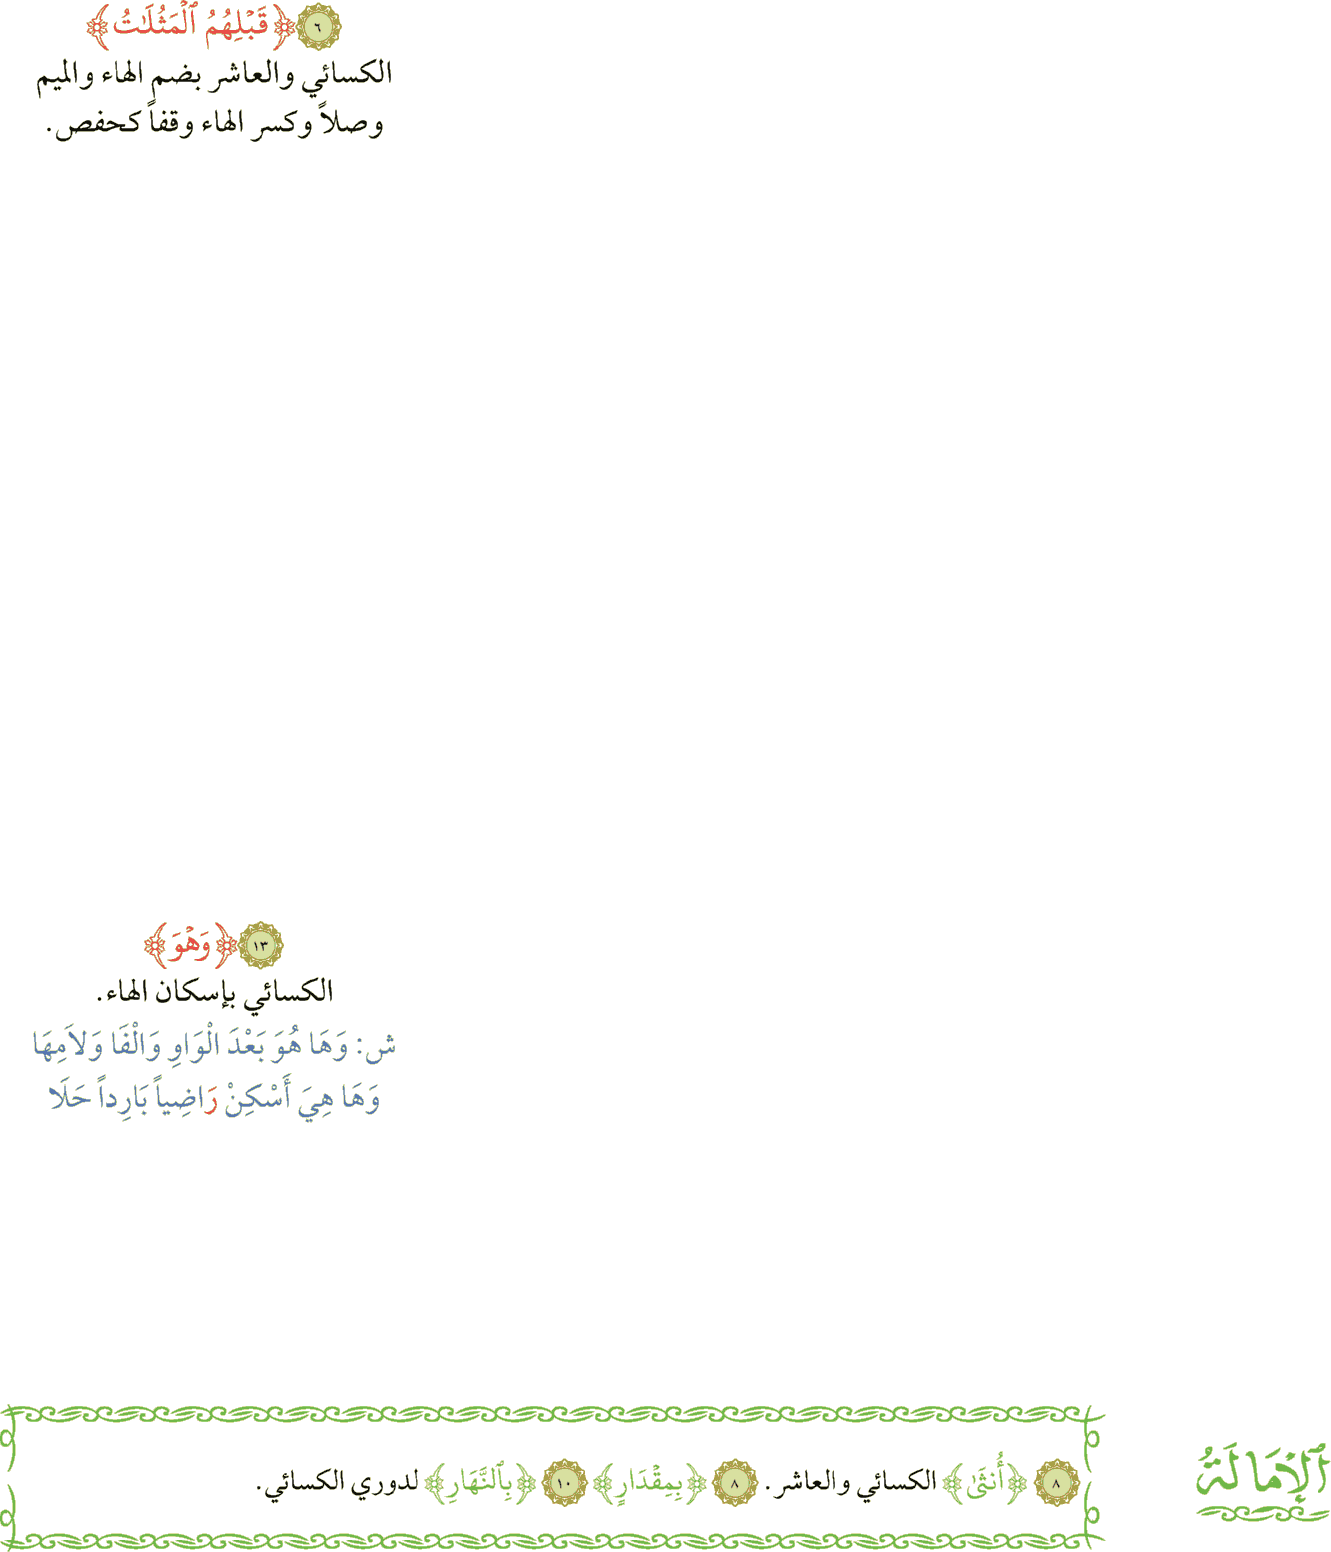 ٦ ﴿قَبۡلِهُمُ ٱلۡمَثُلَٰتُ﴾
الكسائي والعاشر بضم الهاء والميم
وصلاً وكسر الهاء وقفاً كحفص.
١٣ ﴿وَهۡوَ﴾
الكسائي بإسكان الهاء.
ش: وَهَا هُوَ بَعْدَ الْوَاوِ وَالْفَا وَلاَمِهَا
وَهَا هِيَ أَسْكِنْ رَاضِياً بَارِداً حَلَا
ٱلۡإِمَالَةُ
٨ ﴿أُنثَىٰ﴾ الكسائي والعاشر. ٨ ﴿بِمِقۡدَارٍ﴾ ١٠ ﴿بِٱلنَّهَارِ﴾ لدوري الكسائي.